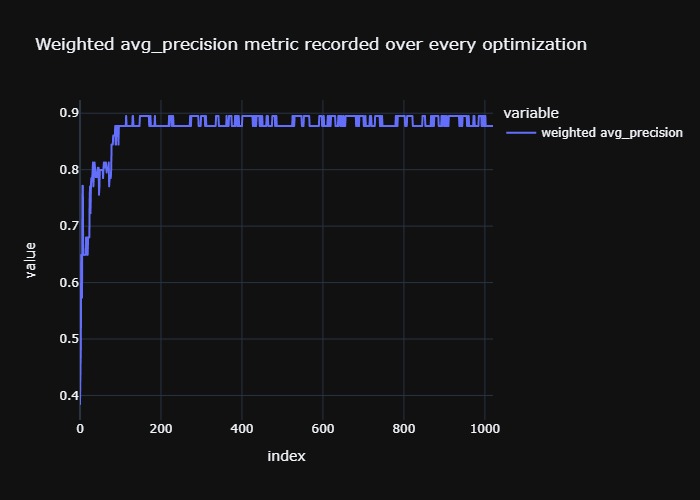 Weighted avg_precision metric recorded over every optimization
0.9
0.8
0.7
0.6
0.5
0.4
value
0 200 400 600 800 1000
index
variable
weighted avg_precision